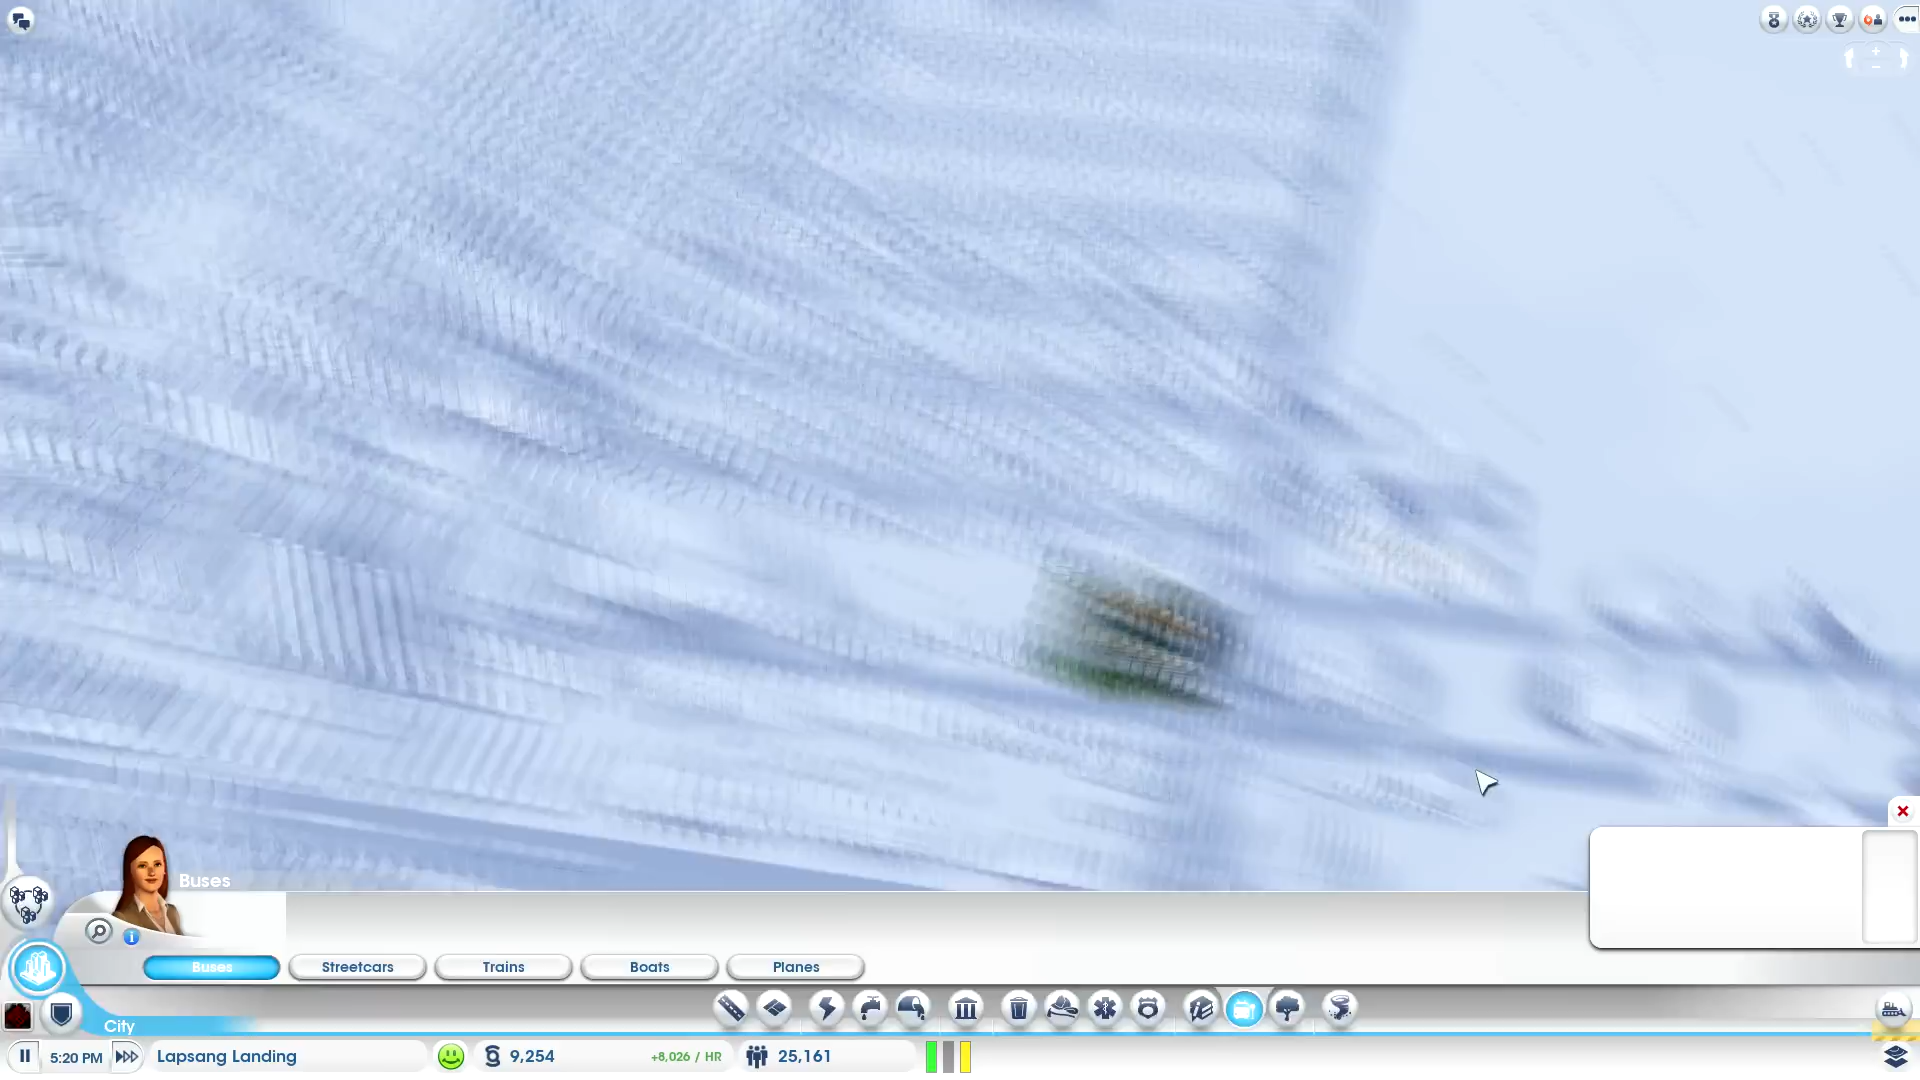 Buses
Buses
Streetcars
Trains
Boats
Planes
City
5:20 PM
Lapsang Landing
9,254
+8,026 / HR
25,161